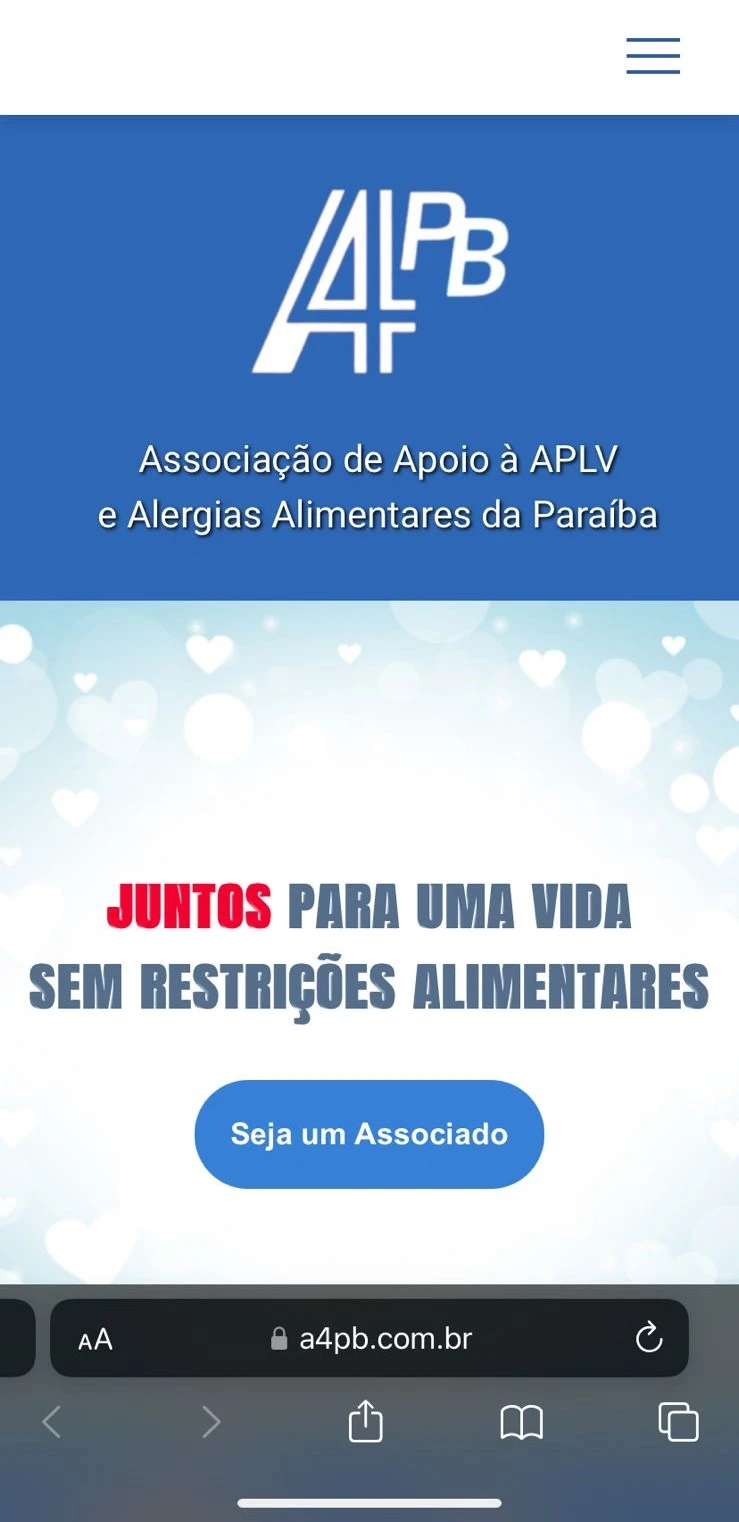 A4PB
Associação de Apoio à APLV
e Alergias Alimentares da Paraíba
JUNTOS PARA UMA VIDA
SEM RESTRIÇÕES ALIMENTARES
Seja um Associado
AA a4pb.com.br